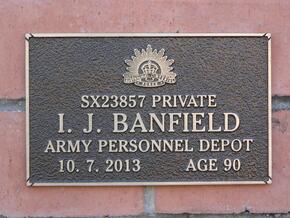 SX23857 PRIVATE
I. J. BANFIELD
ARMY PERSONNEL DEPOT
10. 7. 2013 AGE 90